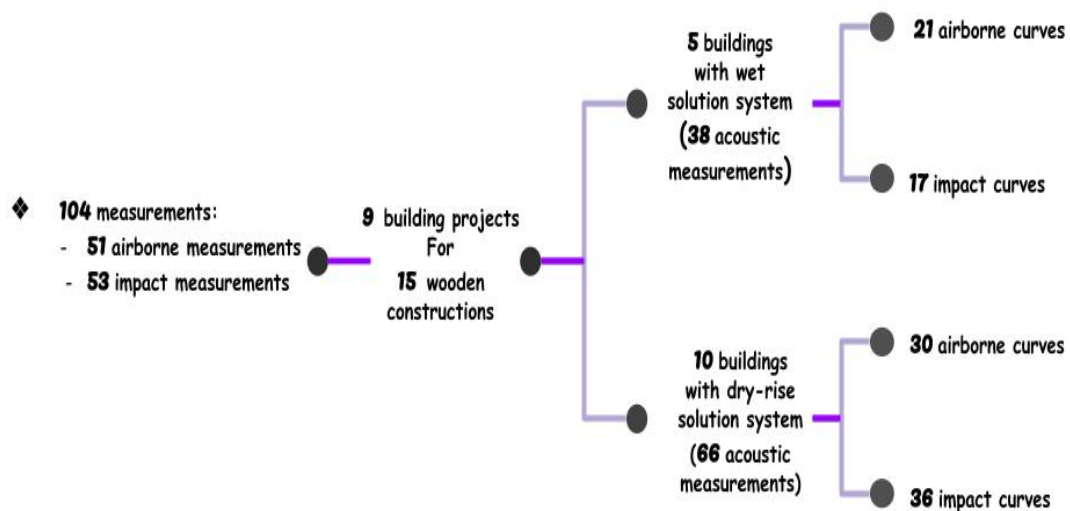 ❖ 104 measurements:
- 51 airborne measurements
- 53 impact measurements
9 building projects
For
15 wooden
constructions
5 buildings
with wet
solution system
(38 acoustic
measurements)
21 airborne curves
17 impact curves
10 buildings
with dry-rise
solution system
(66 acoustic
measurements)
30 airborne curves
36 impact curves